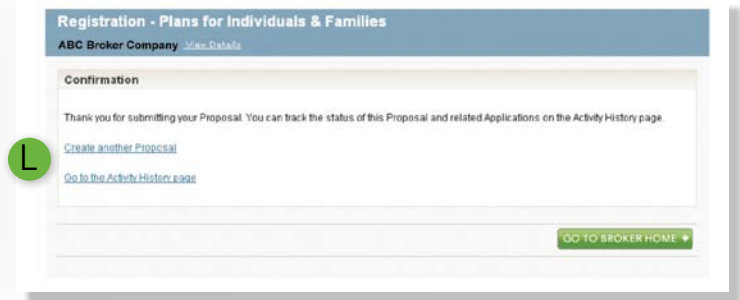 Registration - Plans for Individuals & Families
ABC Broker Company View Details
Confirmation
Thank you for submitting your Proposal. You can track the status of this Proposal and related Applications on the Activity History page.
Create another Proposal
L
Go to the Activity History page
GO TO BROKER HOME